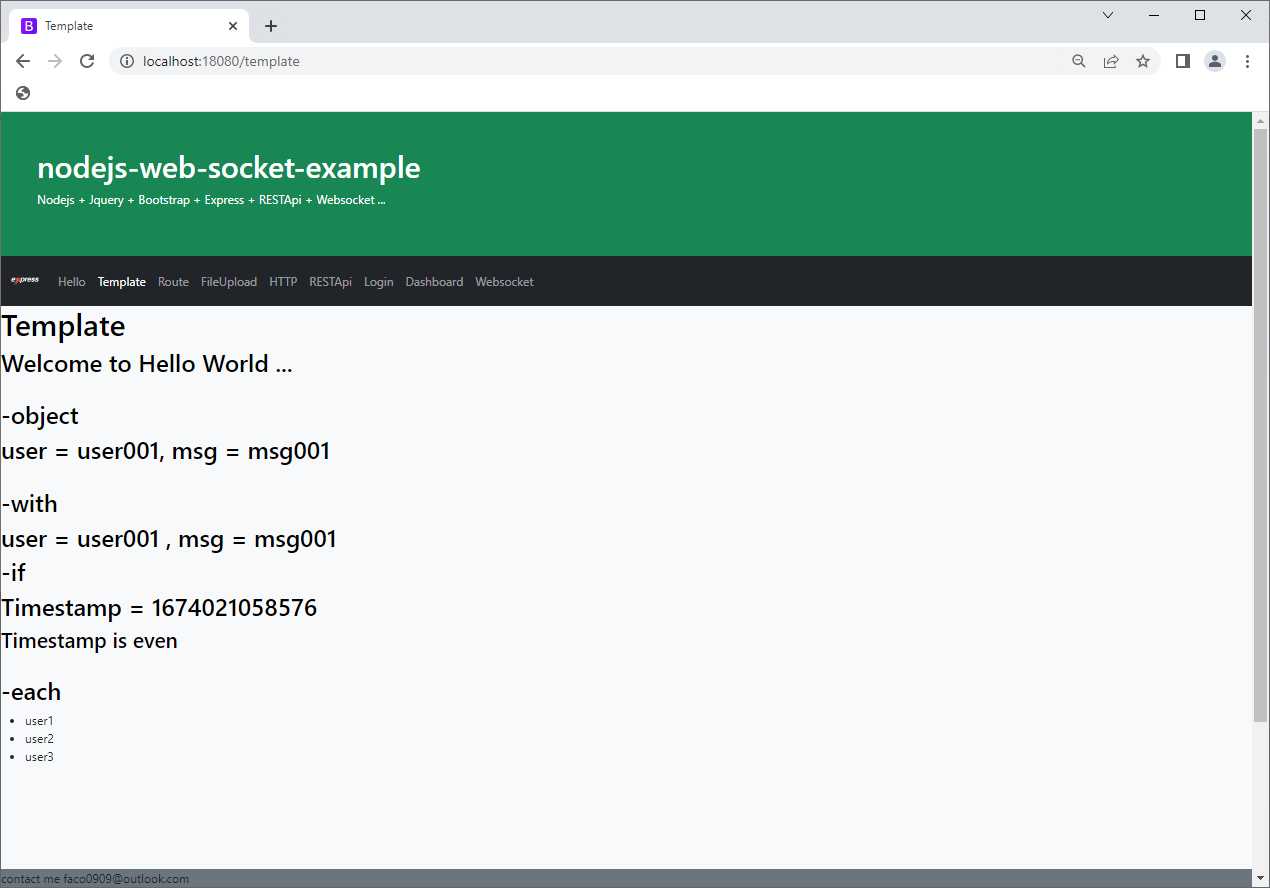 Template
localhost:18080/template
nodejs-web-socket-example
Nodejs + Jquery + Bootstrap + Express + RESTApi + Websocket ...
express Hello Template Route FileUpload HTTP RESTApi Login Dashboard Websocket
Template
Welcome to Hello World ...
-object
user = user001, msg = msg001
-with
user = user001 , msg = msg001
-if
Timestamp = 1674021058576
Timestamp is even
-each
• user1
• user2
• user3
contact me faco0909@outlook.com